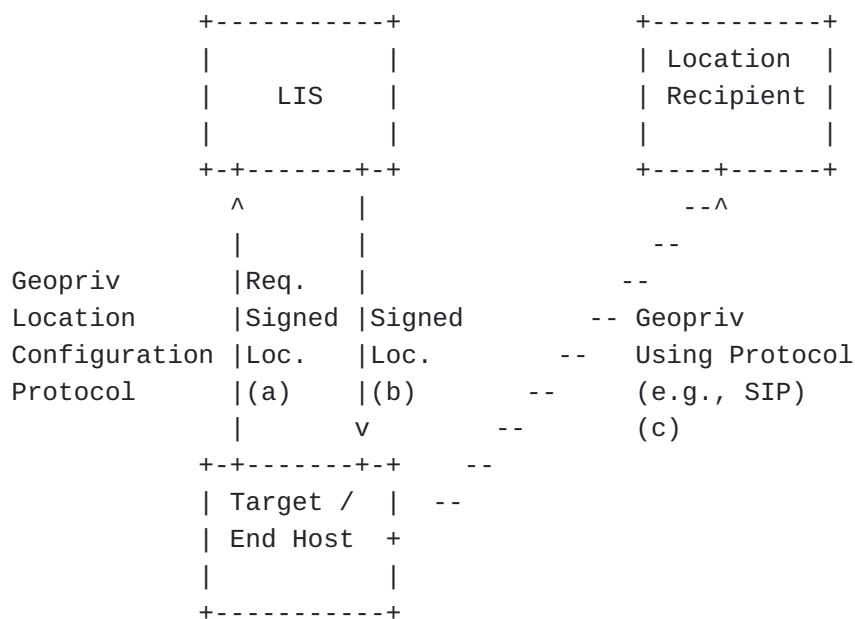 +-----------+               +-----------+
           |           |               | Location  |
           |    LIS    |               | Recipient |
           |           |               |           |
           +-+-------+-+               +----+------+
             ^       |                    --^
             |       |                  --
Geopriv      |Req.   |                --
Location     |Signed |Signed        -- Geopriv
Configuration |Loc.   |Loc.        --   Using Protocol
Protocol     |(a)    |(b)       --     (e.g., SIP)
             |       v        --       (c)
           +-+-------+-+    --
           | Target /  |  --
           | End Host  +
           |           |
           +-----------+